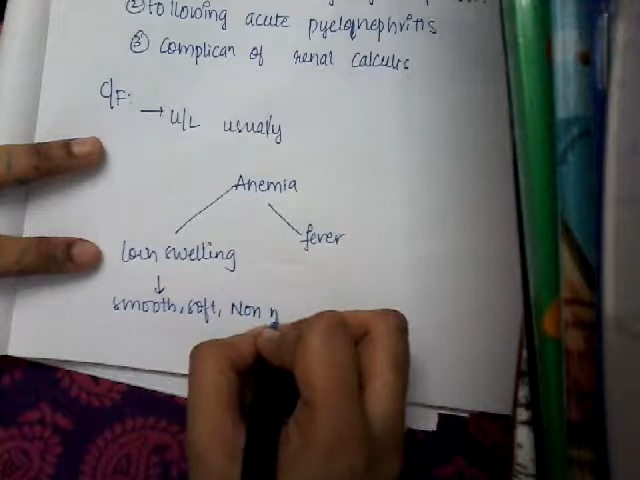 ② following acute pyelonephritis
③ complican of renal calculus
C/F:
→ U/L usually
Anemia
loin swelling
fever
↓
smooth, soft, Non n